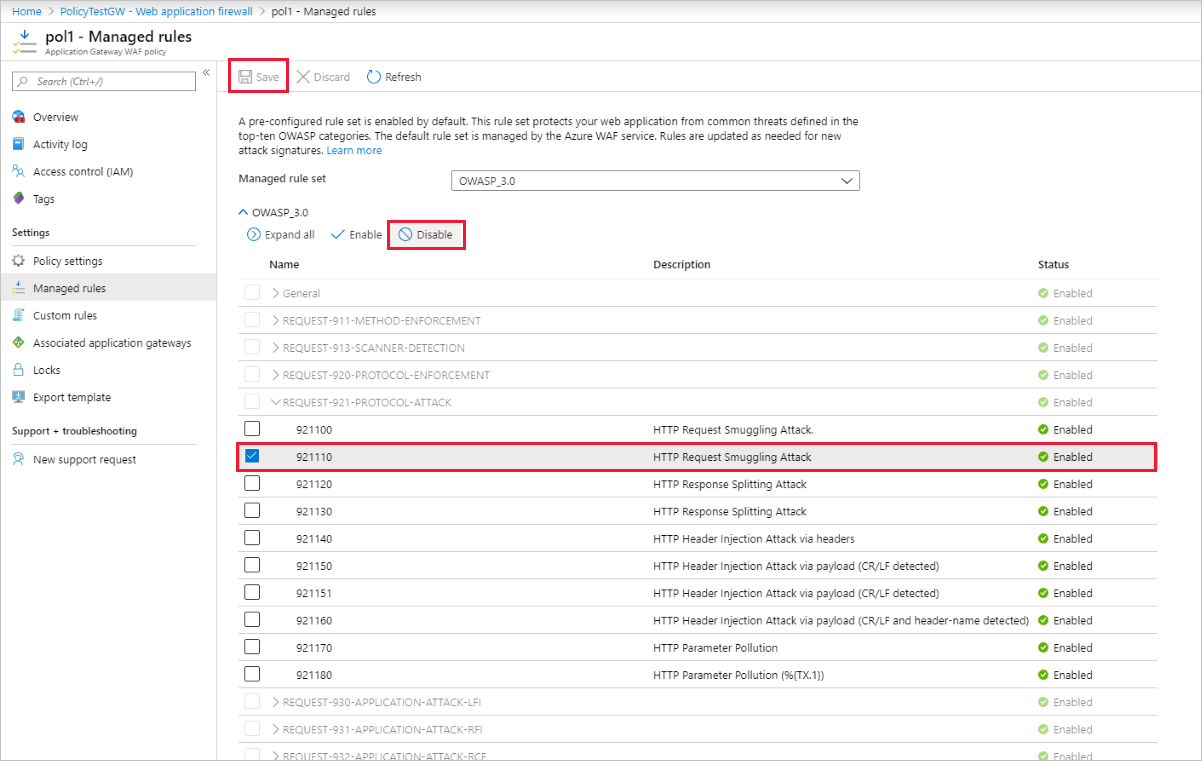 Home > PolicyTestGW - Web application firewall > pol1 - Managed rules
pol1 - Managed rules
Application Gateway WAF policy
Search (Ctrl+/)
«
Overview
Activity log
Access control (IAM)
Tags
Settings
Policy settings
Managed rules
Custom rules
Associated application gateways
Locks
Export template
Support + troubleshooting
New support request
Save Discard Refresh
A pre-configured rule set is enabled by default. This rule set protects your web application from common threats defined in the
top-ten OWASP categories. The default rule set is managed by the Azure WAF service. Rules are updated as needed for new
attack signatures. Learn more
Managed rule set OWASP_3.0
OWASP_3.0
Expand all Enable Disable
Name Description Status
General Enabled
REQUEST-911-METHOD-ENFORCEMENT Enabled
REQUEST-913-SCANNER-DETECTION Enabled
REQUEST-920-PROTOCOL-ENFORCEMENT Enabled
REQUEST-921-PROTOCOL-ATTACK Enabled
921100 HTTP Request Smuggling Attack. Enabled
921110 HTTP Request Smuggling Attack Enabled
921120 HTTP Response Splitting Attack Enabled
921130 HTTP Response Splitting Attack Enabled
921140 HTTP Header Injection Attack via headers Enabled
921150 HTTP Header Injection Attack via payload (CR/LF detected) Enabled
921151 HTTP Header Injection Attack via payload (CR/LF detected) Enabled
921160 HTTP Header Injection Attack via payload (CR/LF and header-name detected) Enabled
921170 HTTP Parameter Pollution Enabled
921180 HTTP Parameter Pollution (%(TX.1)) Enabled
REQUEST-930-APPLICATION-ATTACK-LFI Enabled
REQUEST-931-APPLICATION-ATTACK-RFI Enabled
REQUEST-932-APPLICATION-ATTACK-RCE Enabled